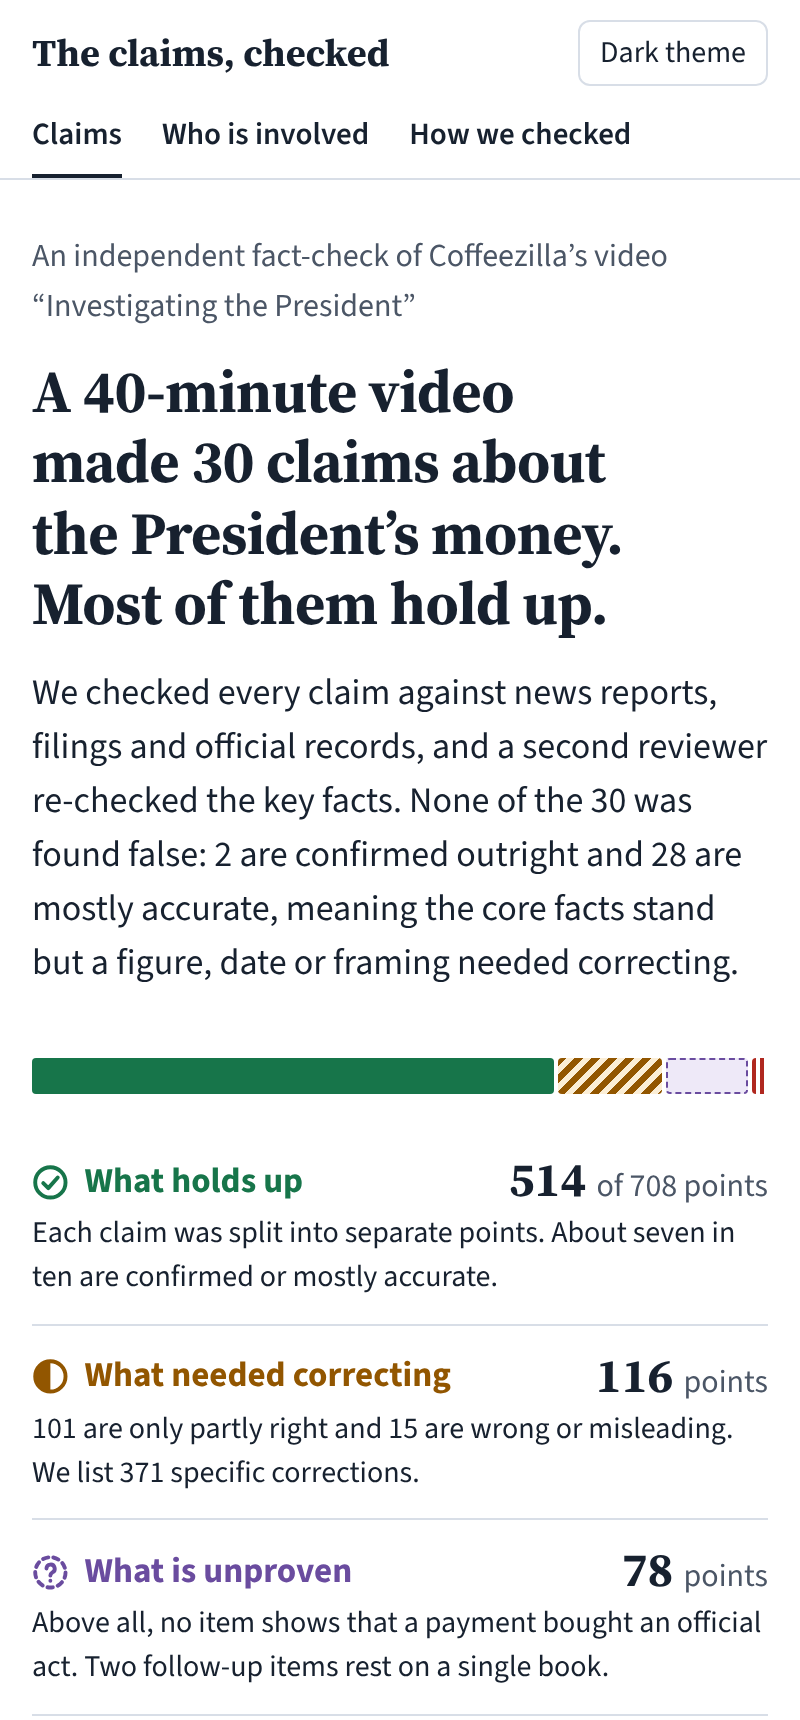 The claims, checked
Dark theme
Claims
Who is involved
How we checked
An independent fact-check of Coffeezilla’s video
“Investigating the President”
A 40-minute video
made 30 claims about
the President’s money.
Most of them hold up.
We checked every claim against news reports,
filings and official records, and a second reviewer
re-checked the key facts. None of the 30 was
found false: 2 are confirmed outright and 28 are
mostly accurate, meaning the core facts stand
but a figure, date or framing needed correcting.
What holds up
514 of 708 points
Each claim was split into separate points. About seven in
ten are confirmed or mostly accurate.
What needed correcting
116 points
101 are only partly right and 15 are wrong or misleading.
We list 371 specific corrections.
What is unproven
78 points
Above all, no item shows that a payment bought an official
act. Two follow-up items rest on a single book.